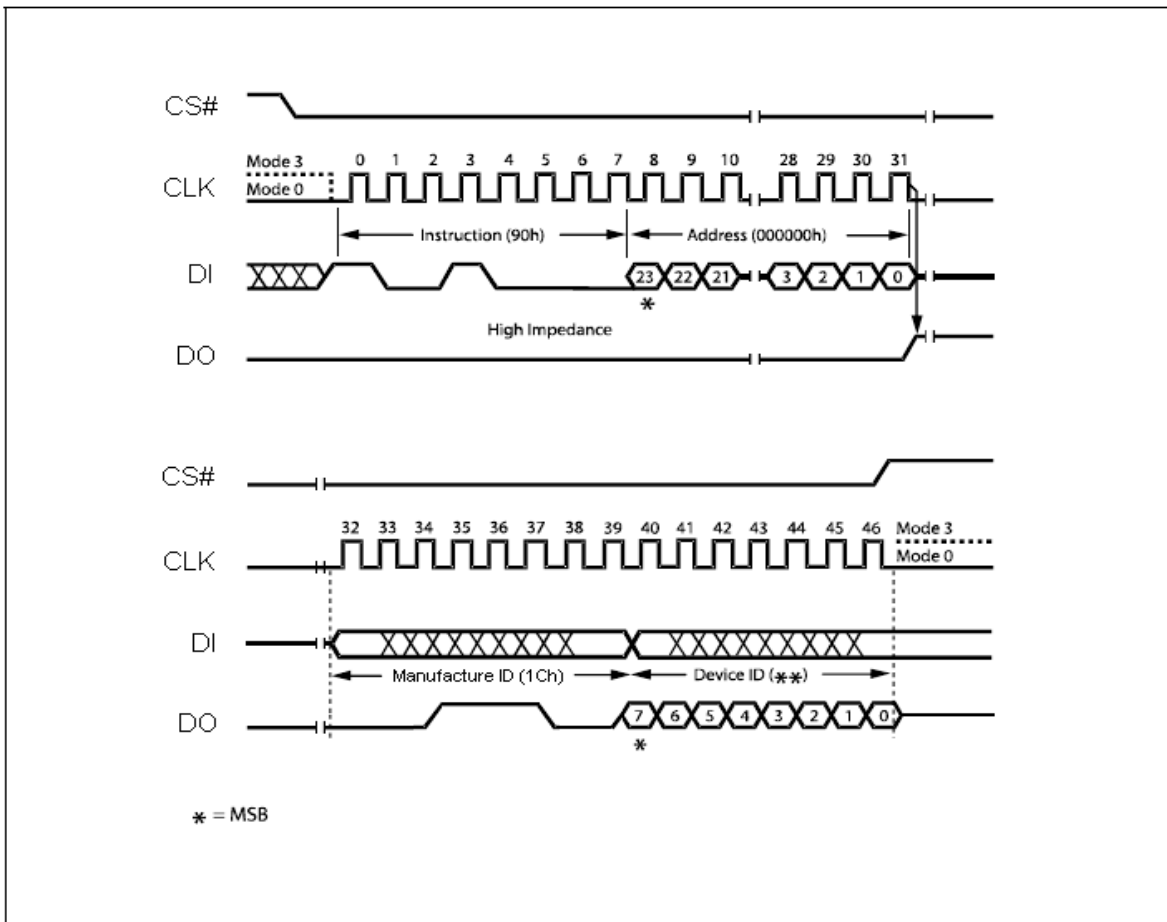 CS#
Mode 3 0 1 2 3 4 5 6 7 8 9 10 28 29 30 31
CLK Mode 0
Instruction (90h) Address (000000h)
DI 23 22 21 3 2 1 0
*
High Impedance
DO
CS#
32 33 34 35 36 37 38 39 40 41 42 43 44 45 46 Mode 3
CLK Mode 0
DI
Manufacture ID (1Ch) Device ID (**)
DO 7 6 5 4 3 2 1 0
*
* = MSB